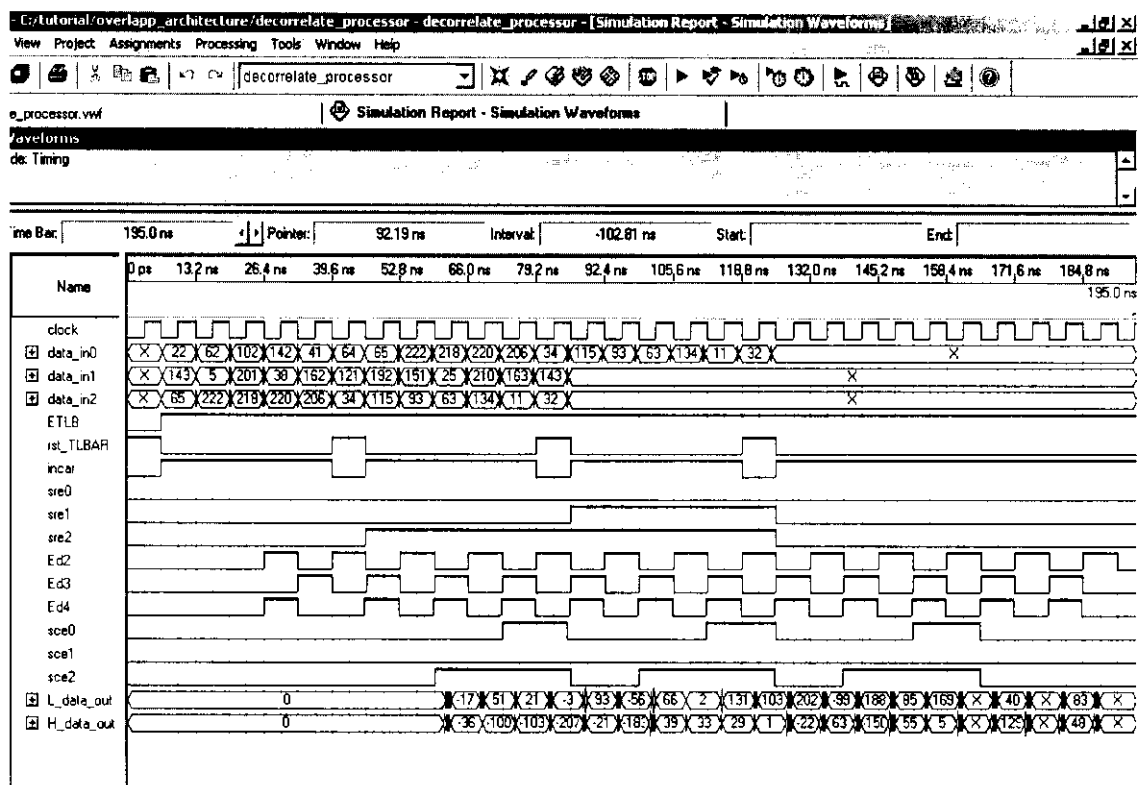 - C:/tutorial/overlapp_architecture/decorrelate_processor - decorrelate_processor - [Simulation Report - Simulation Waveforms]
View Project Assignments Processing Tools Window Help
decorrelate_processor
e_processor.vwf Simulation Report - Simulation Waveforms
Waveforms
de: Timing
ime Bar: 195.0 ns Pointer: 92.19 ns Interval: -102.81 ns Start: End:
Name 0 ps 13.2 ns 26.4 ns 39.6 ns 52.8 ns 66.0 ns 79.2 ns 92.4 ns 105.6 ns 118.8 ns 132.0 ns 145.2 ns 158.4 ns 171.6 ns 184.8 ns
195.0 ns
clock
data_in0 X 22 62 102 142 41 64 65 222 218 220 206 34 115 93 63 134 11 32 X
data_in1 X 143 5 201 38 162 121 192 151 25 210 163 143 X
data_in2 X 65 222 218 220 206 34 115 93 63 134 11 32 X
ETLB
rst_TLBAR
incar
sre0
sre1
sre2
Ed2
Ed3
Ed4
sce0
sce1
sce2
L_data_out 0 -17 51 21 -3 93 -56 66 2 131 103 202 -99 188 85 169 X 40 X 83 X
H_data_out 0 -36 -100 -103 -207 -21 -183 39 33 29 1 -22 63 150 55 5 X 129 X 48 X